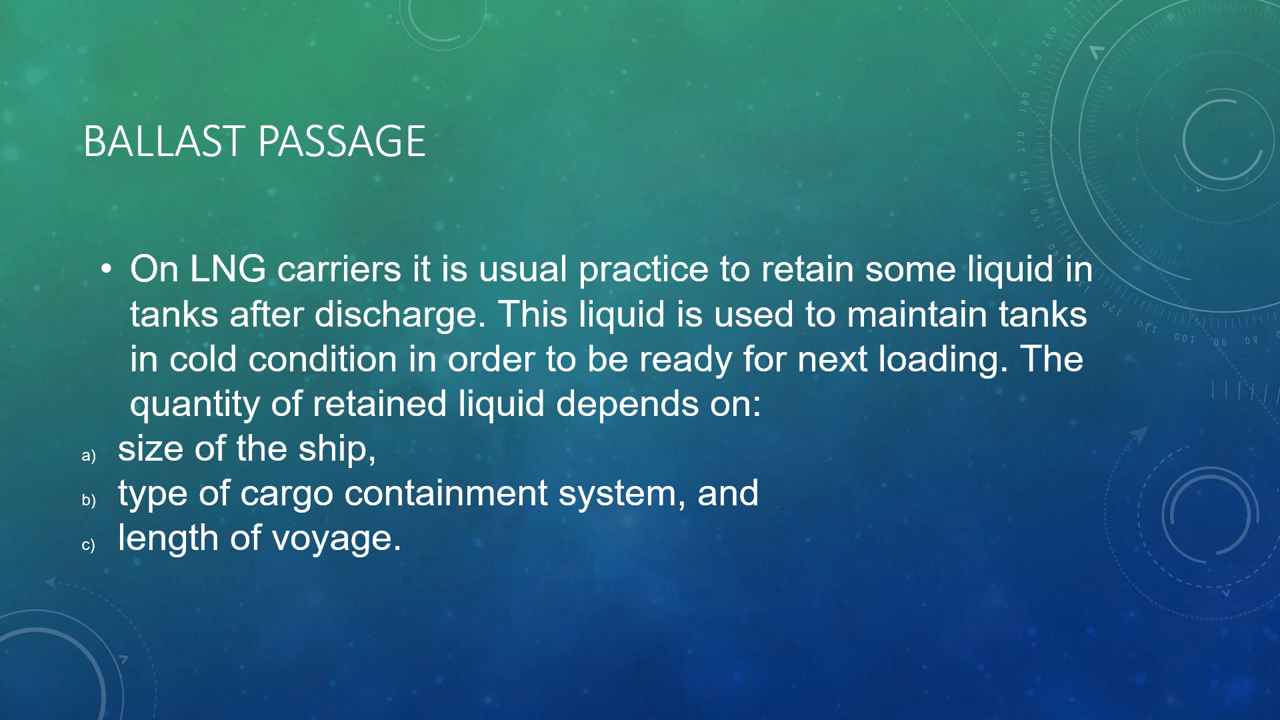 BALLAST PASSAGE
• On LNG carriers it is usual practice to retain some liquid in
tanks after discharge. This liquid is used to maintain tanks
in cold condition in order to be ready for next loading. The
quantity of retained liquid depends on:
a) size of the ship,
b) type of cargo containment system, and
c) length of voyage.